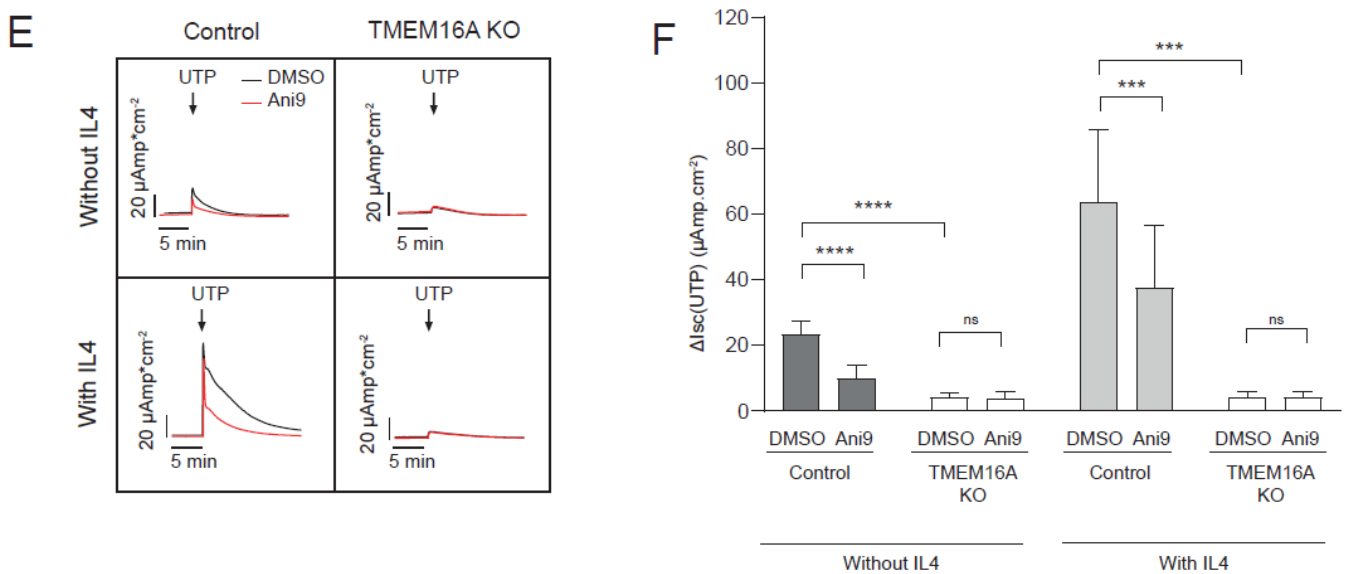 E
Control
TMEM16A KO
Without IL4
UTP
DMSO
Ani9
20 µAmp*cm-2
5 min
UTP
20 µAmp*cm-2
5 min
With IL4
UTP
20 µAmp*cm-2
5 min
UTP
20 µAmp*cm-2
5 min
F
ΔIsc(UTP) (µAmp.cm-2)
120
100
80
60
40
20
0
****
****
ns
***
***
ns
DMSO Ani9 DMSO Ani9 DMSO Ani9 DMSO Ani9
Control TMEM16A KO Control TMEM16A KO
Without IL4 With IL4